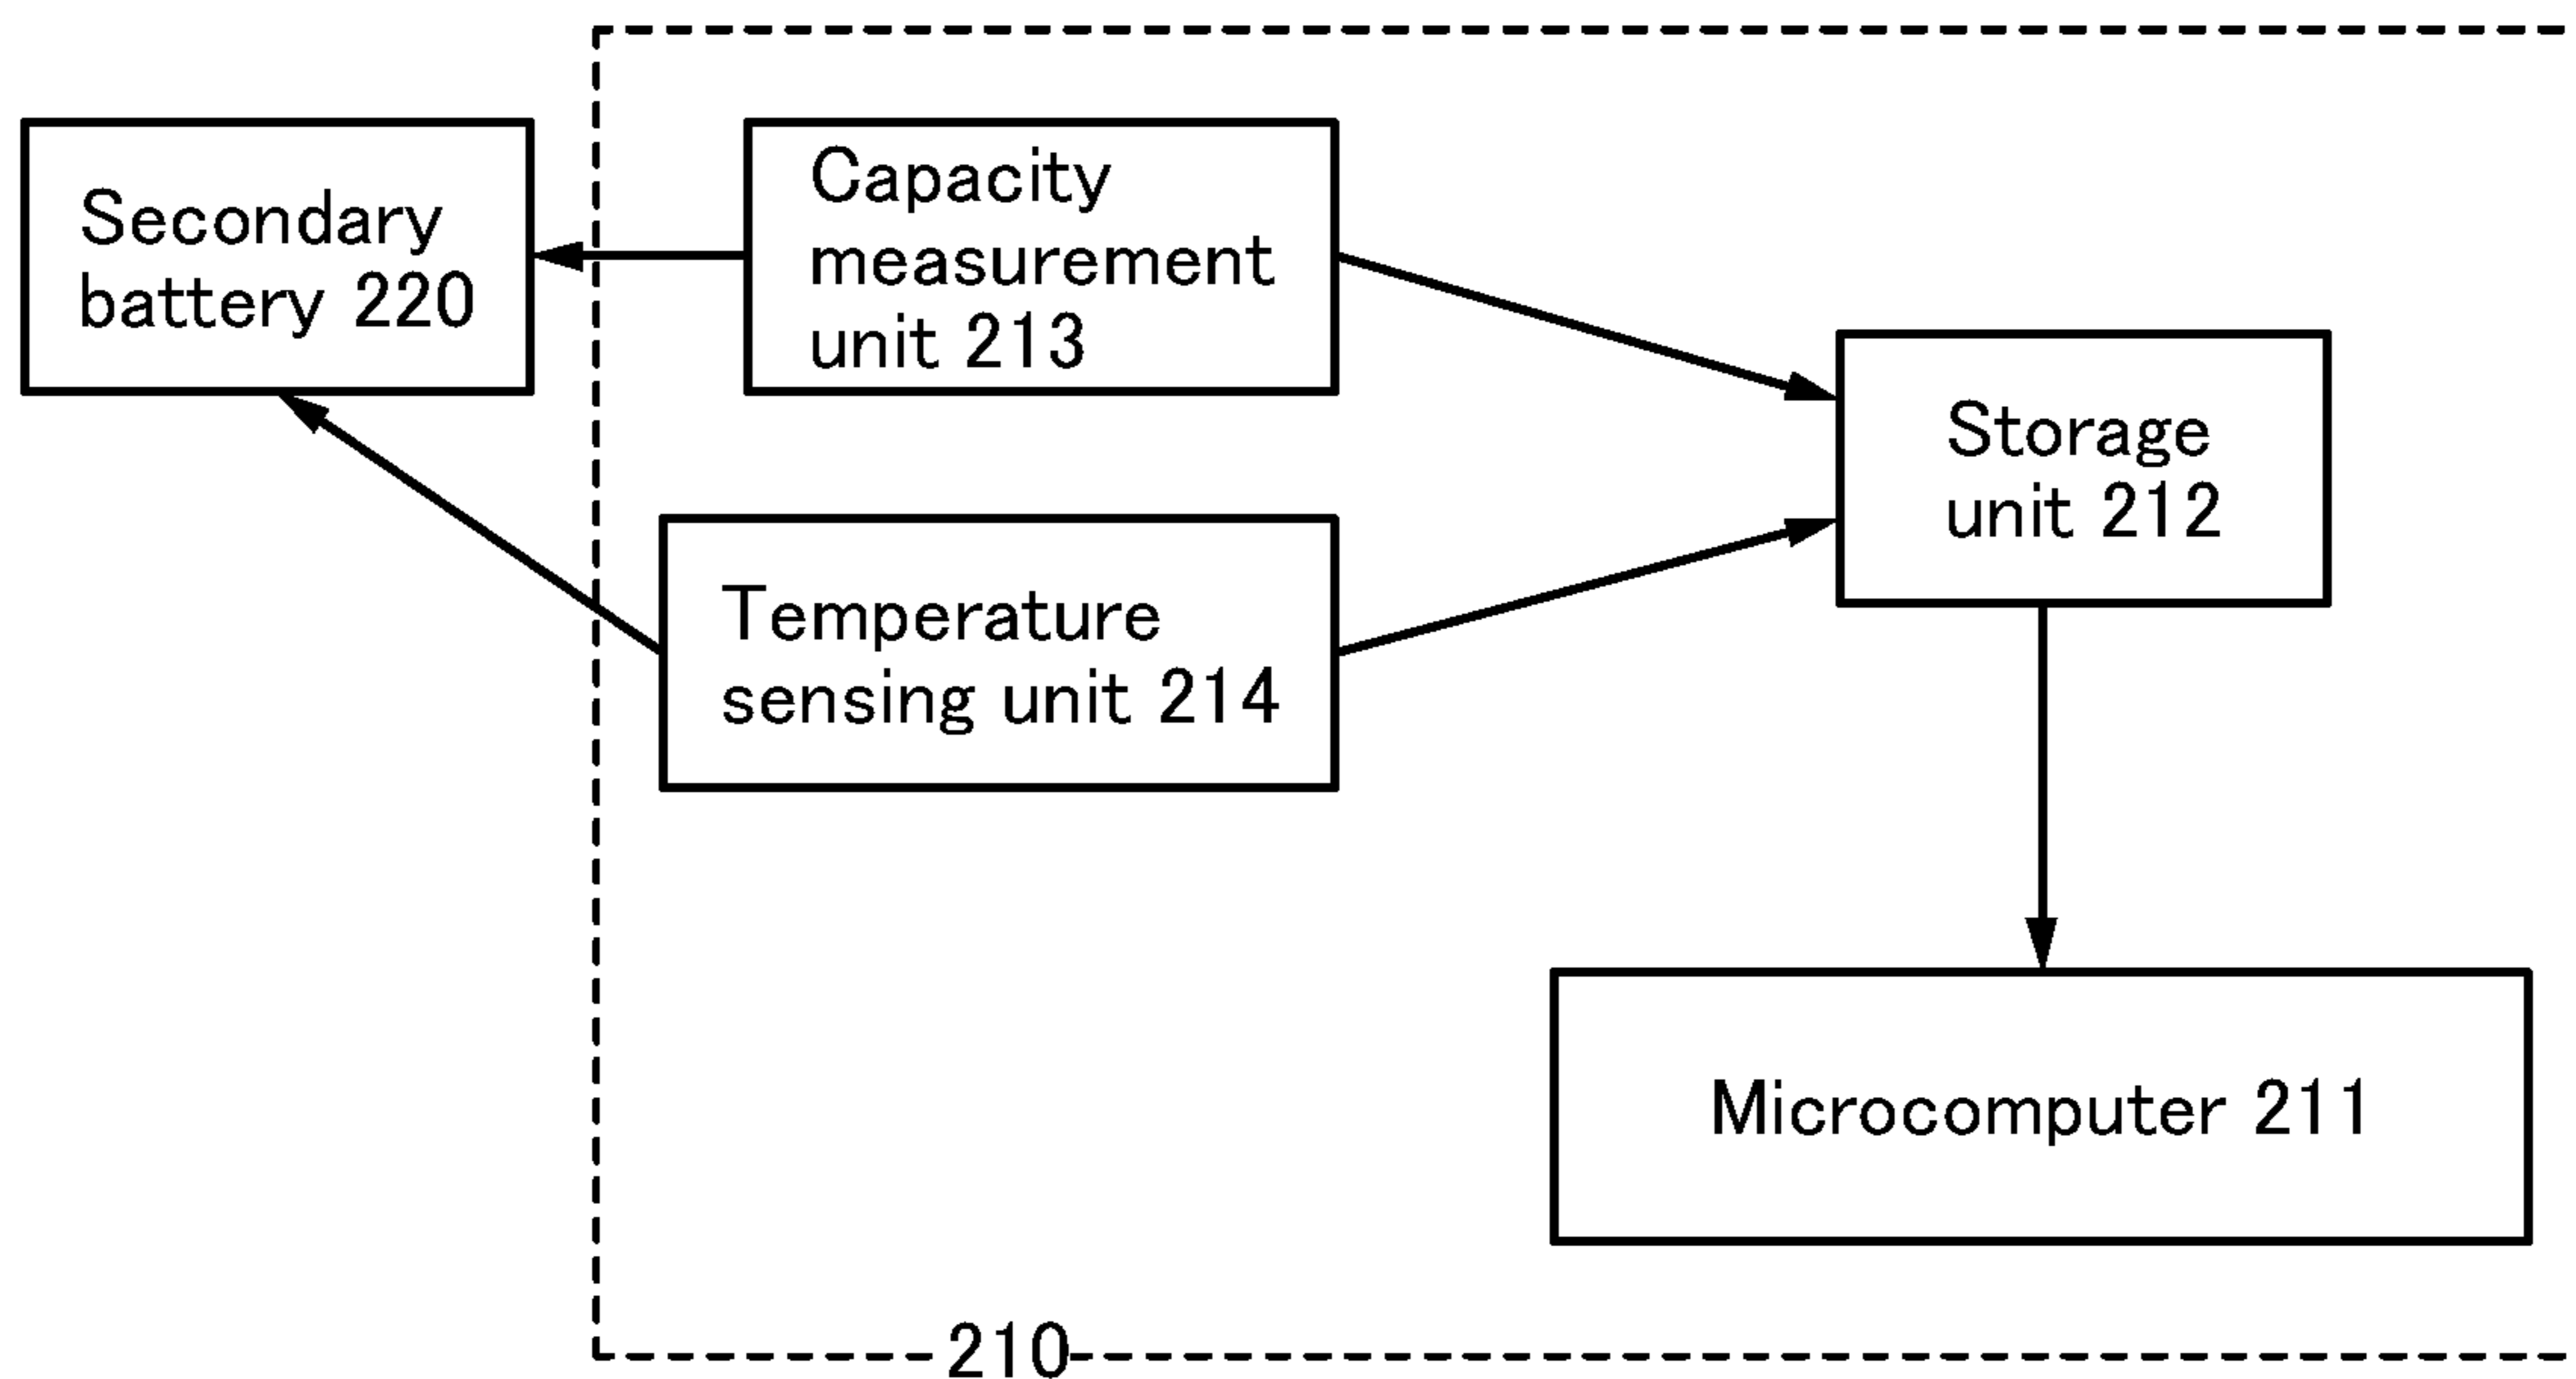 Secondary
battery 220
Capacity
measurement
unit 213
Storage
unit 212
Temperature
sensing unit 214
Microcomputer 211
210